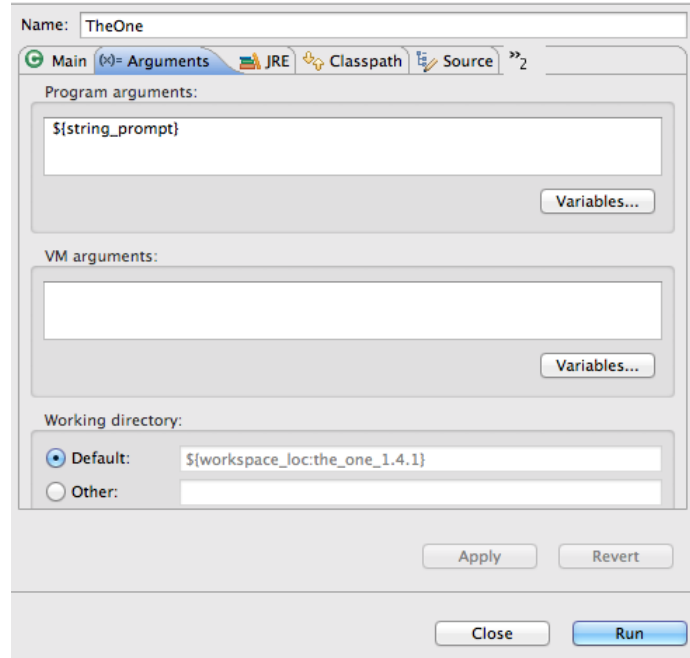 Name: TheOne
Main (x)= Arguments JRE Classpath Source »2
Program arguments:
${string_prompt}
Variables...
VM arguments:
Variables...
Working directory:
Default: ${workspace_loc:the_one_1.4.1}
Other:
Apply Revert
Close Run